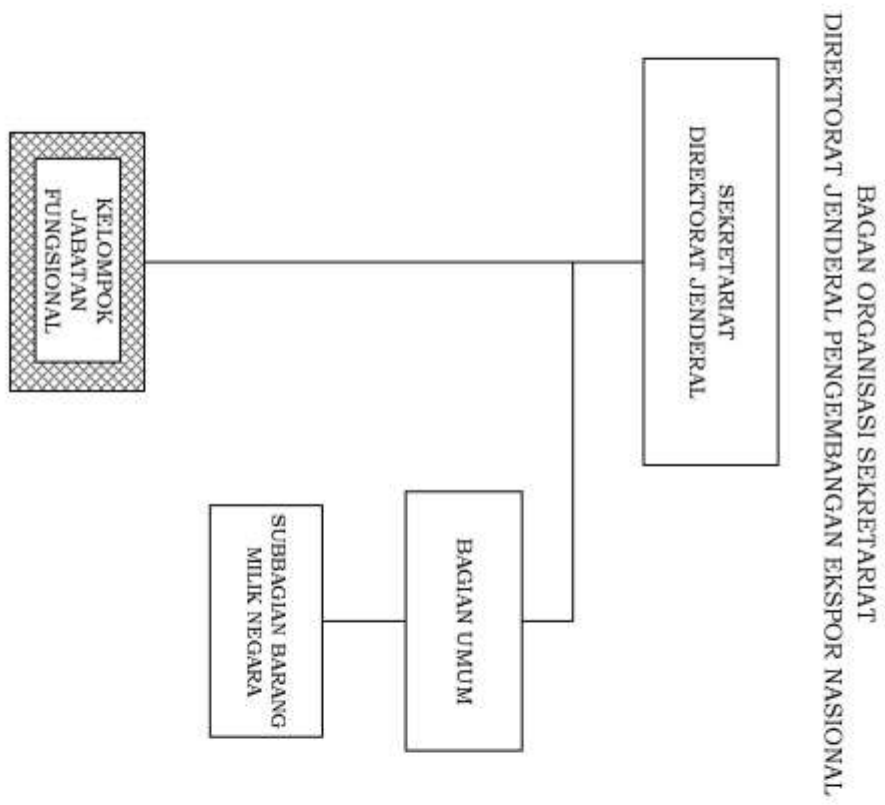 BAGAN ORGANISASI SEKRETARIAT
DIREKTORAT JENDERAL PENGEMBANGAN EKSPOR NASIONAL
SEKRETARIAT
DIREKTORAT JENDERAL
BAGIAN UMUM
SUBBAGIAN BARANG
MILIK NEGARA
KELOMPOK
JABATAN
FUNGSIONAL